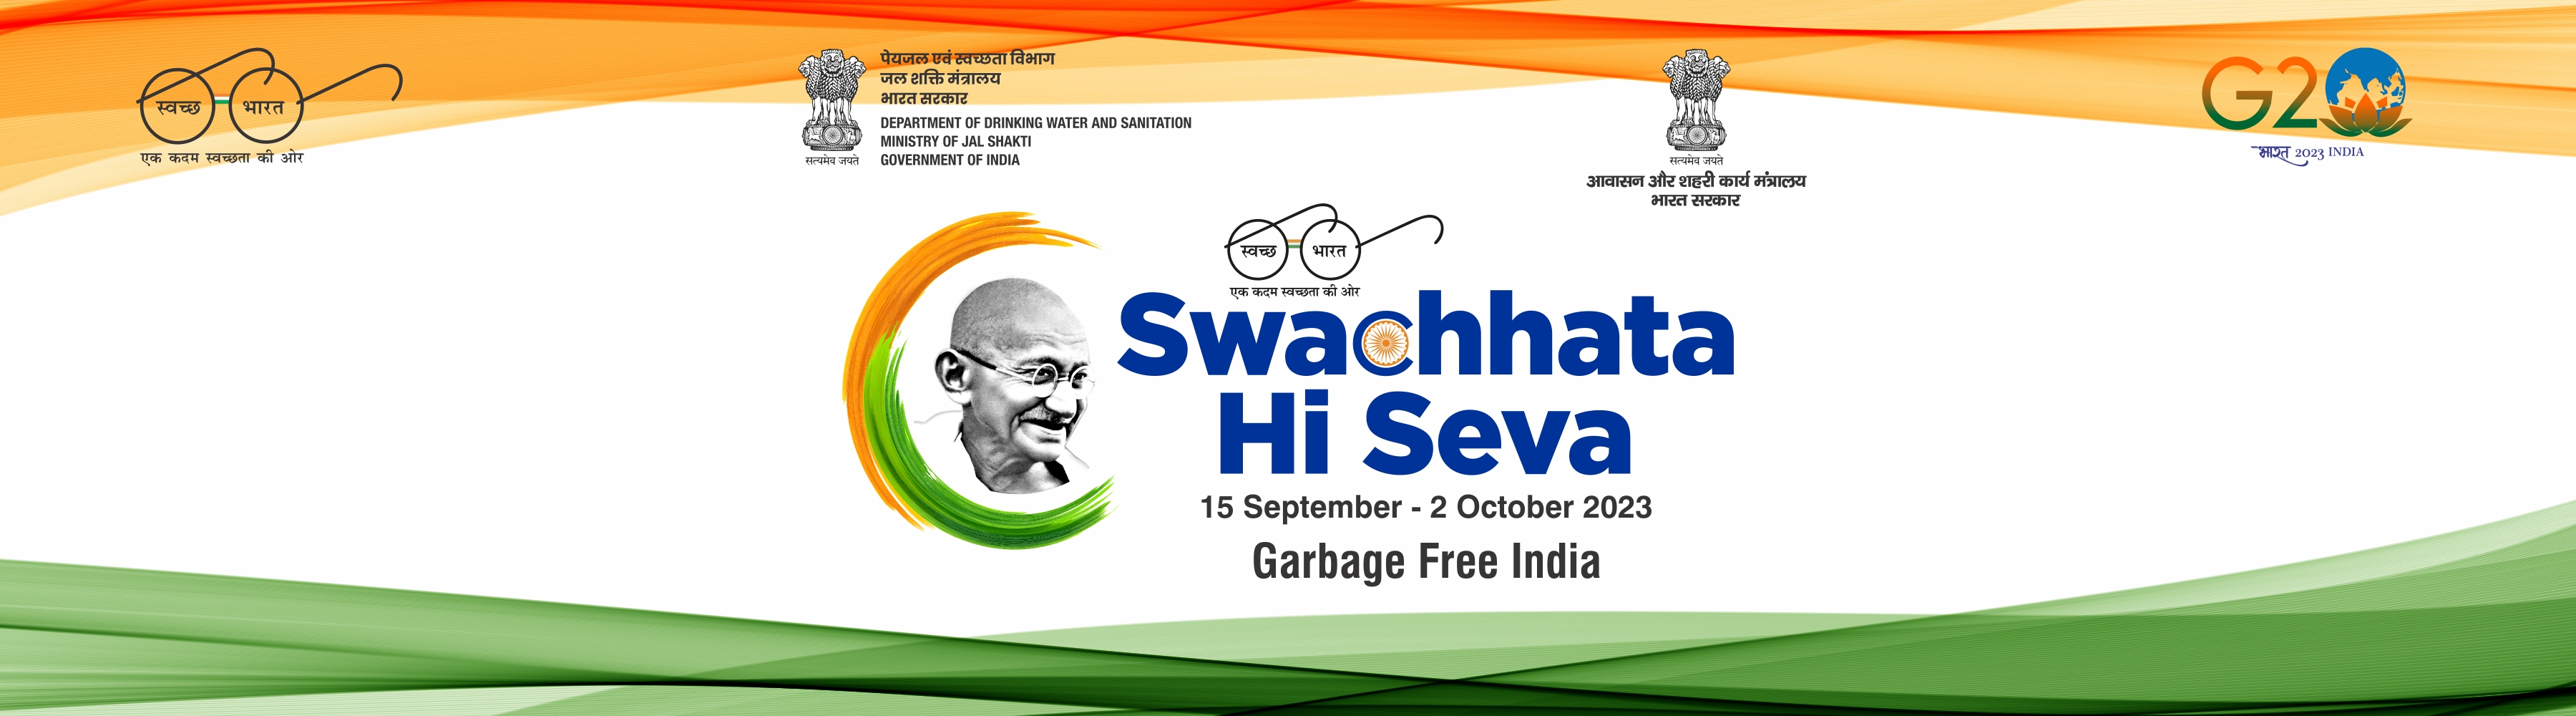 स्वच्छ भारत
एक कदम स्वच्छता की ओर
सत्यमेव जयते
पेयजल एवं स्वच्छता विभाग
जल शक्ति मंत्रालय
भारत सरकार
DEPARTMENT OF DRINKING WATER AND SANITATION
MINISTRY OF JAL SHAKTI
GOVERNMENT OF INDIA
सत्यमेव जयते
आवासन और शहरी कार्य मंत्रालय
भारत सरकार
G20
भारत 2023 INDIA
स्वच्छ भारत
एक कदम स्वच्छता की ओर
Swachhata
Hi Seva
15 September - 2 October 2023
Garbage Free India